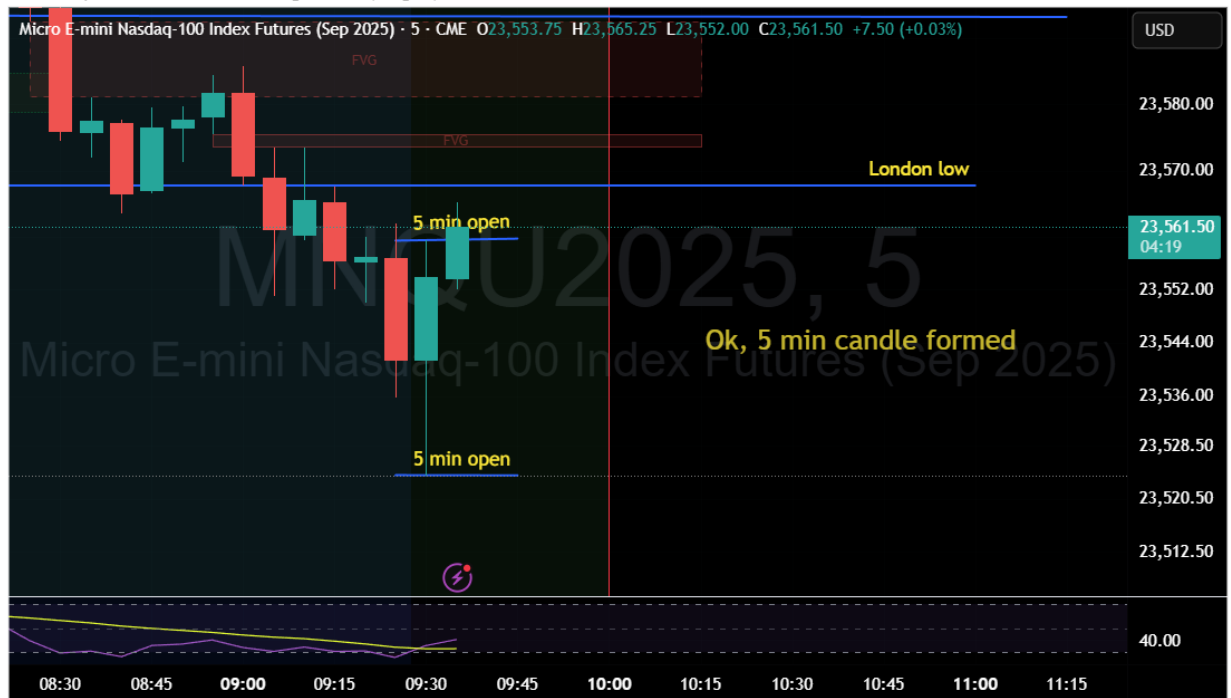 Micro E-mini Nasdaq-100 Index Futures (Sep 2025) · 5 · CME O23,553.75 H23,565.25 L23,552.00 C23,561.50 +7.50 (+0.03%)
USD
FVG
23,580.00
FVG
London low
23,570.00
5 min open
23,561.50
04:19
MNQU2025, 5
23,552.00
Ok, 5 min candle formed
23,544.00
Micro E-mini Nasdaq-100 Index Futures (Sep 2025)
23,536.00
5 min open
23,528.50
23,520.50
23,512.50
40.00
08:30 08:45 09:00 09:15 09:30 09:45 10:00 10:15 10:30 10:45 11:00 11:15